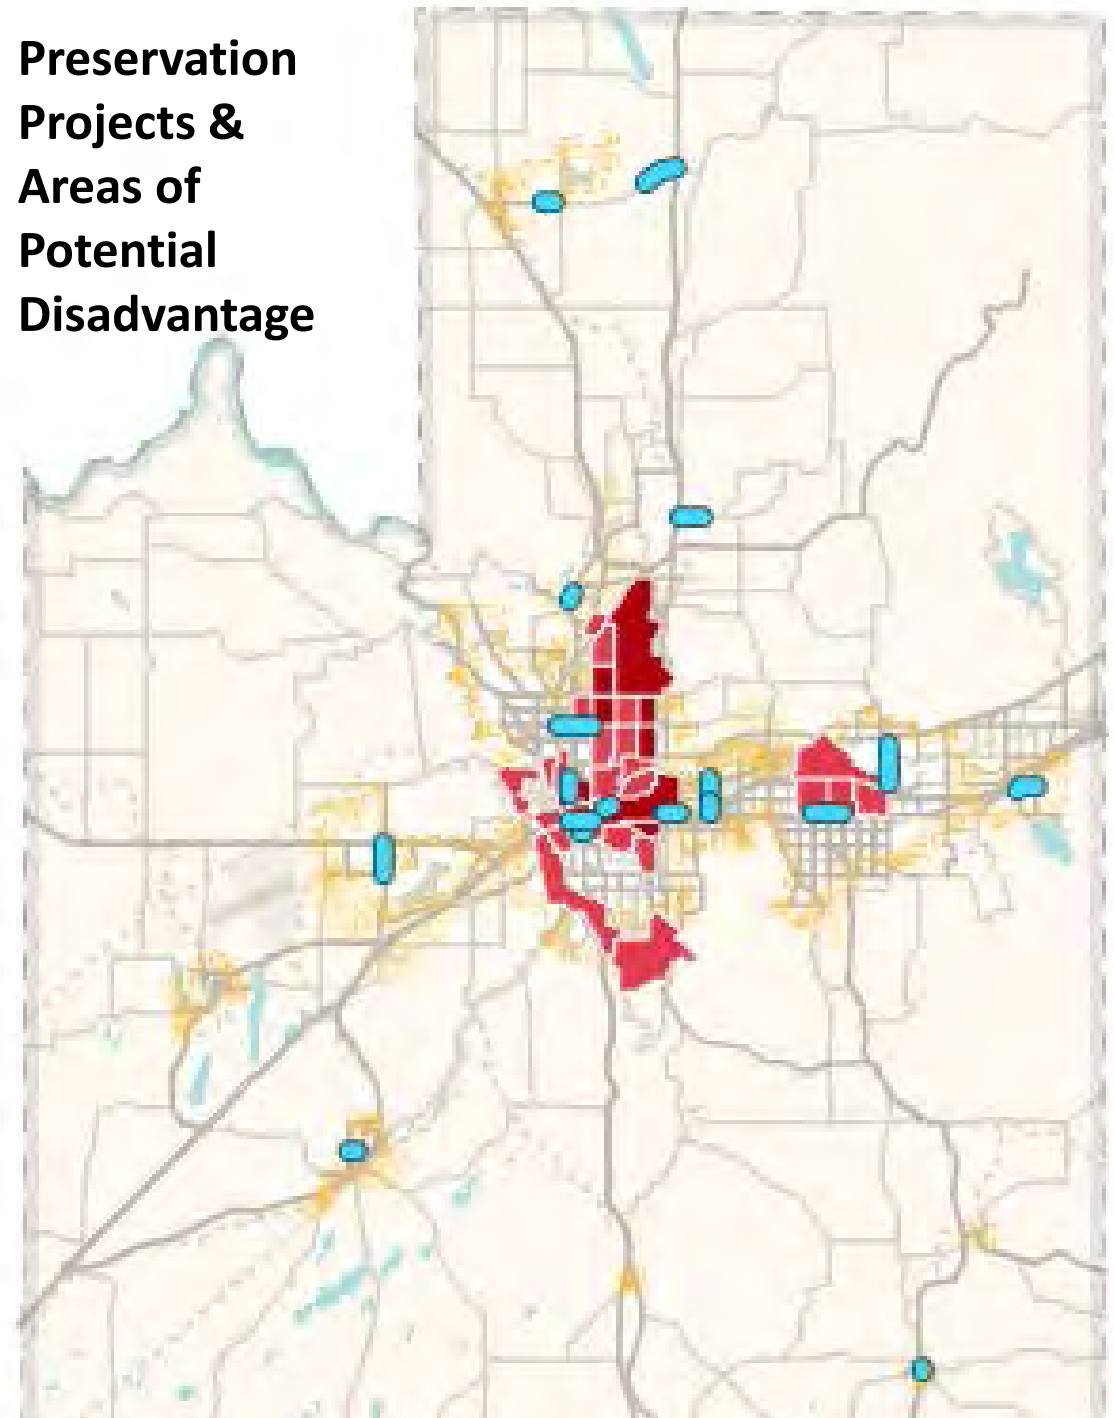 Preservation
Projects &
Areas of
Potential
Disadvantage